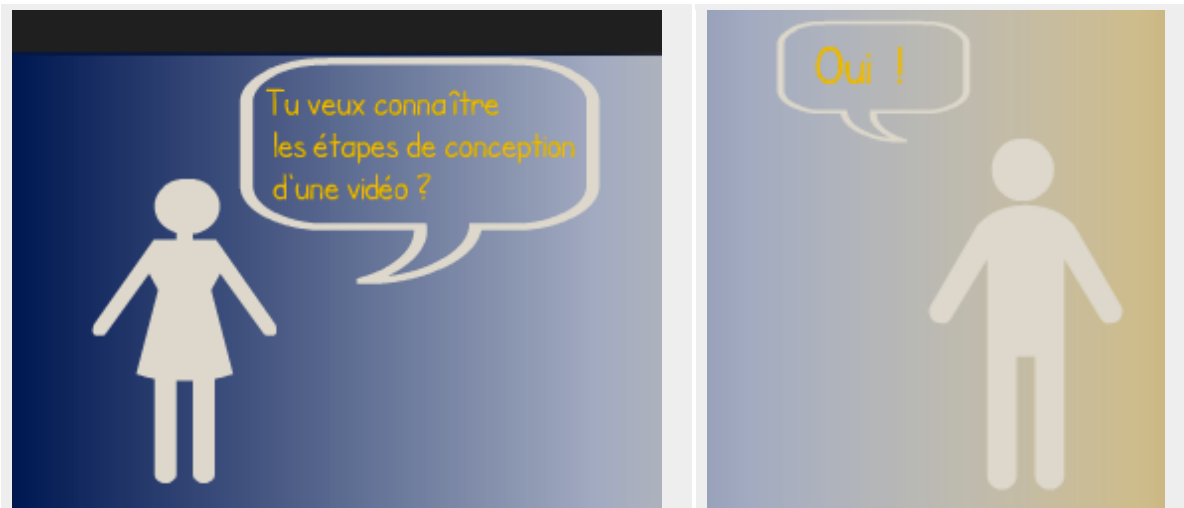 Tu veux connaître
les étapes de conception
d'une vidéo ?
Oui !